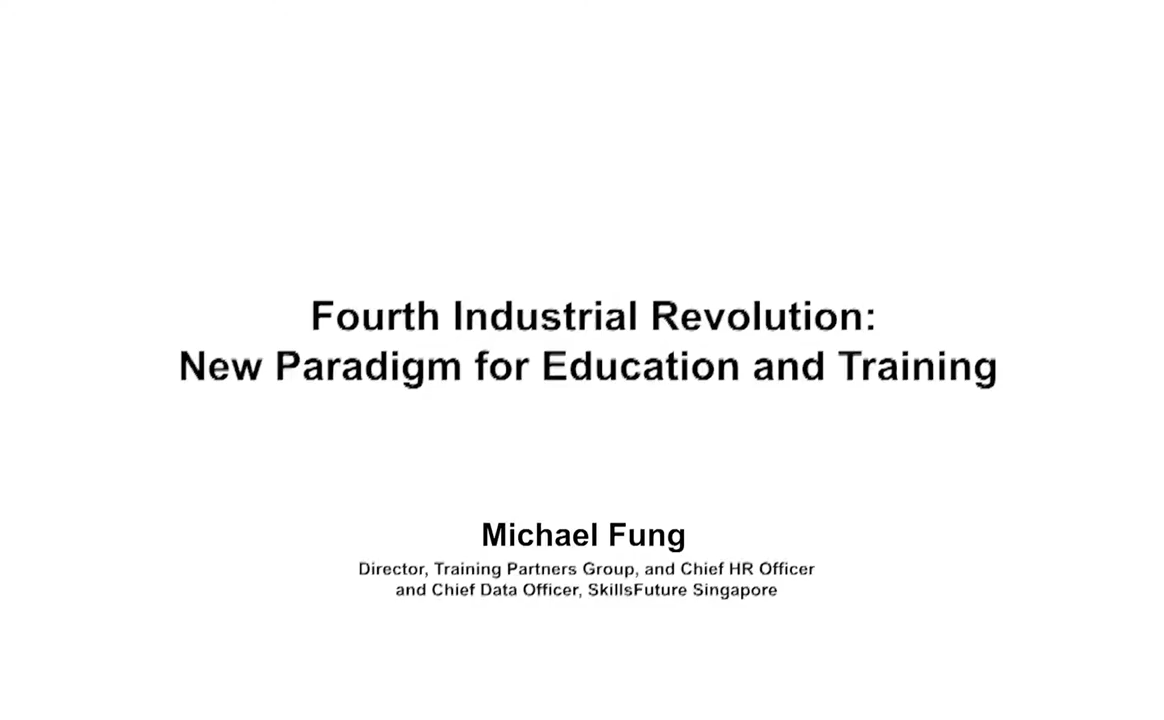 Fourth Industrial Revolution:
New Paradigm for Education and Training
Michael Fung
Director, Training Partners Group, and Chief HR Officer
and Chief Data Officer, SkillsFuture Singapore